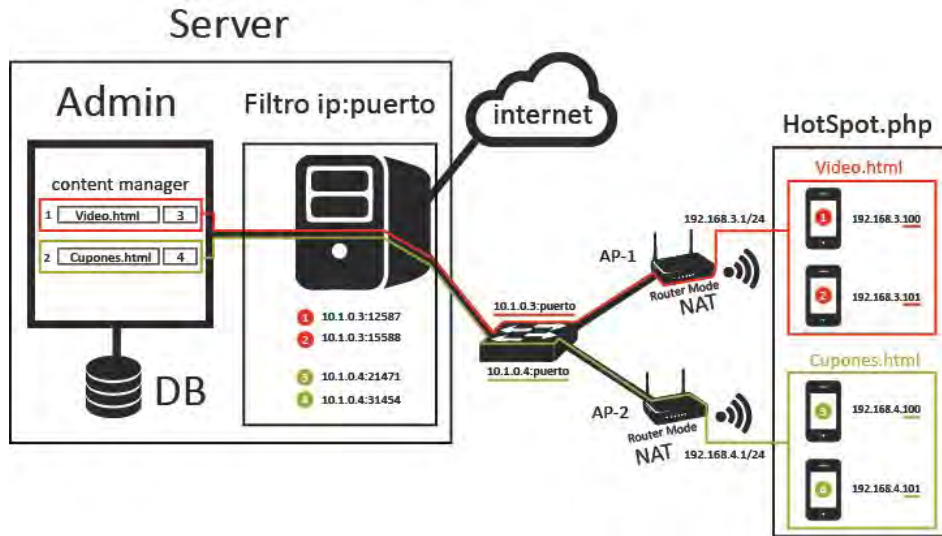 Server
Admin
Filtro ip:puerto
internet
content manager
1 Video.html 3
2 Cupones.html 4
DB
1 10.1.0.3:12587
2 10.1.0.3:15588
10.1.0.4:21471
10.1.0.4:31454
10.1.0.3:puerto
10.1.0.4:puerto
AP-1
Router Mode
NAT
192.168.3.1/24
AP-2
Router Mode
NAT
192.168.4.1/24
HotSpot.php
Video.html
1 192.168.3.100
2 192.168.3.101
Cupones.html
192.168.4.100
192.168.4.101